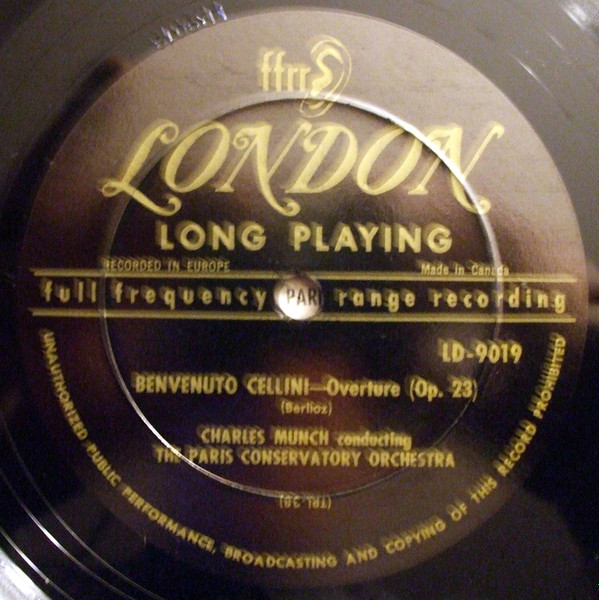 ffrr
LONDON
LONG PLAYING
RECORDED IN EUROPE Made in Canada
full frequency PAR range recording
LD-9019
BENVENUTO CELLINI—Overture (Op. 23)
(Berlioz)
CHARLES MUNCH conducting
THE PARIS CONSERVATORY ORCHESTRA
(TRL-38)
UNAUTHORIZED PUBLIC PERFORMANCE, BROADCASTING AND COPYING OF THIS RECORD PROHIBITED